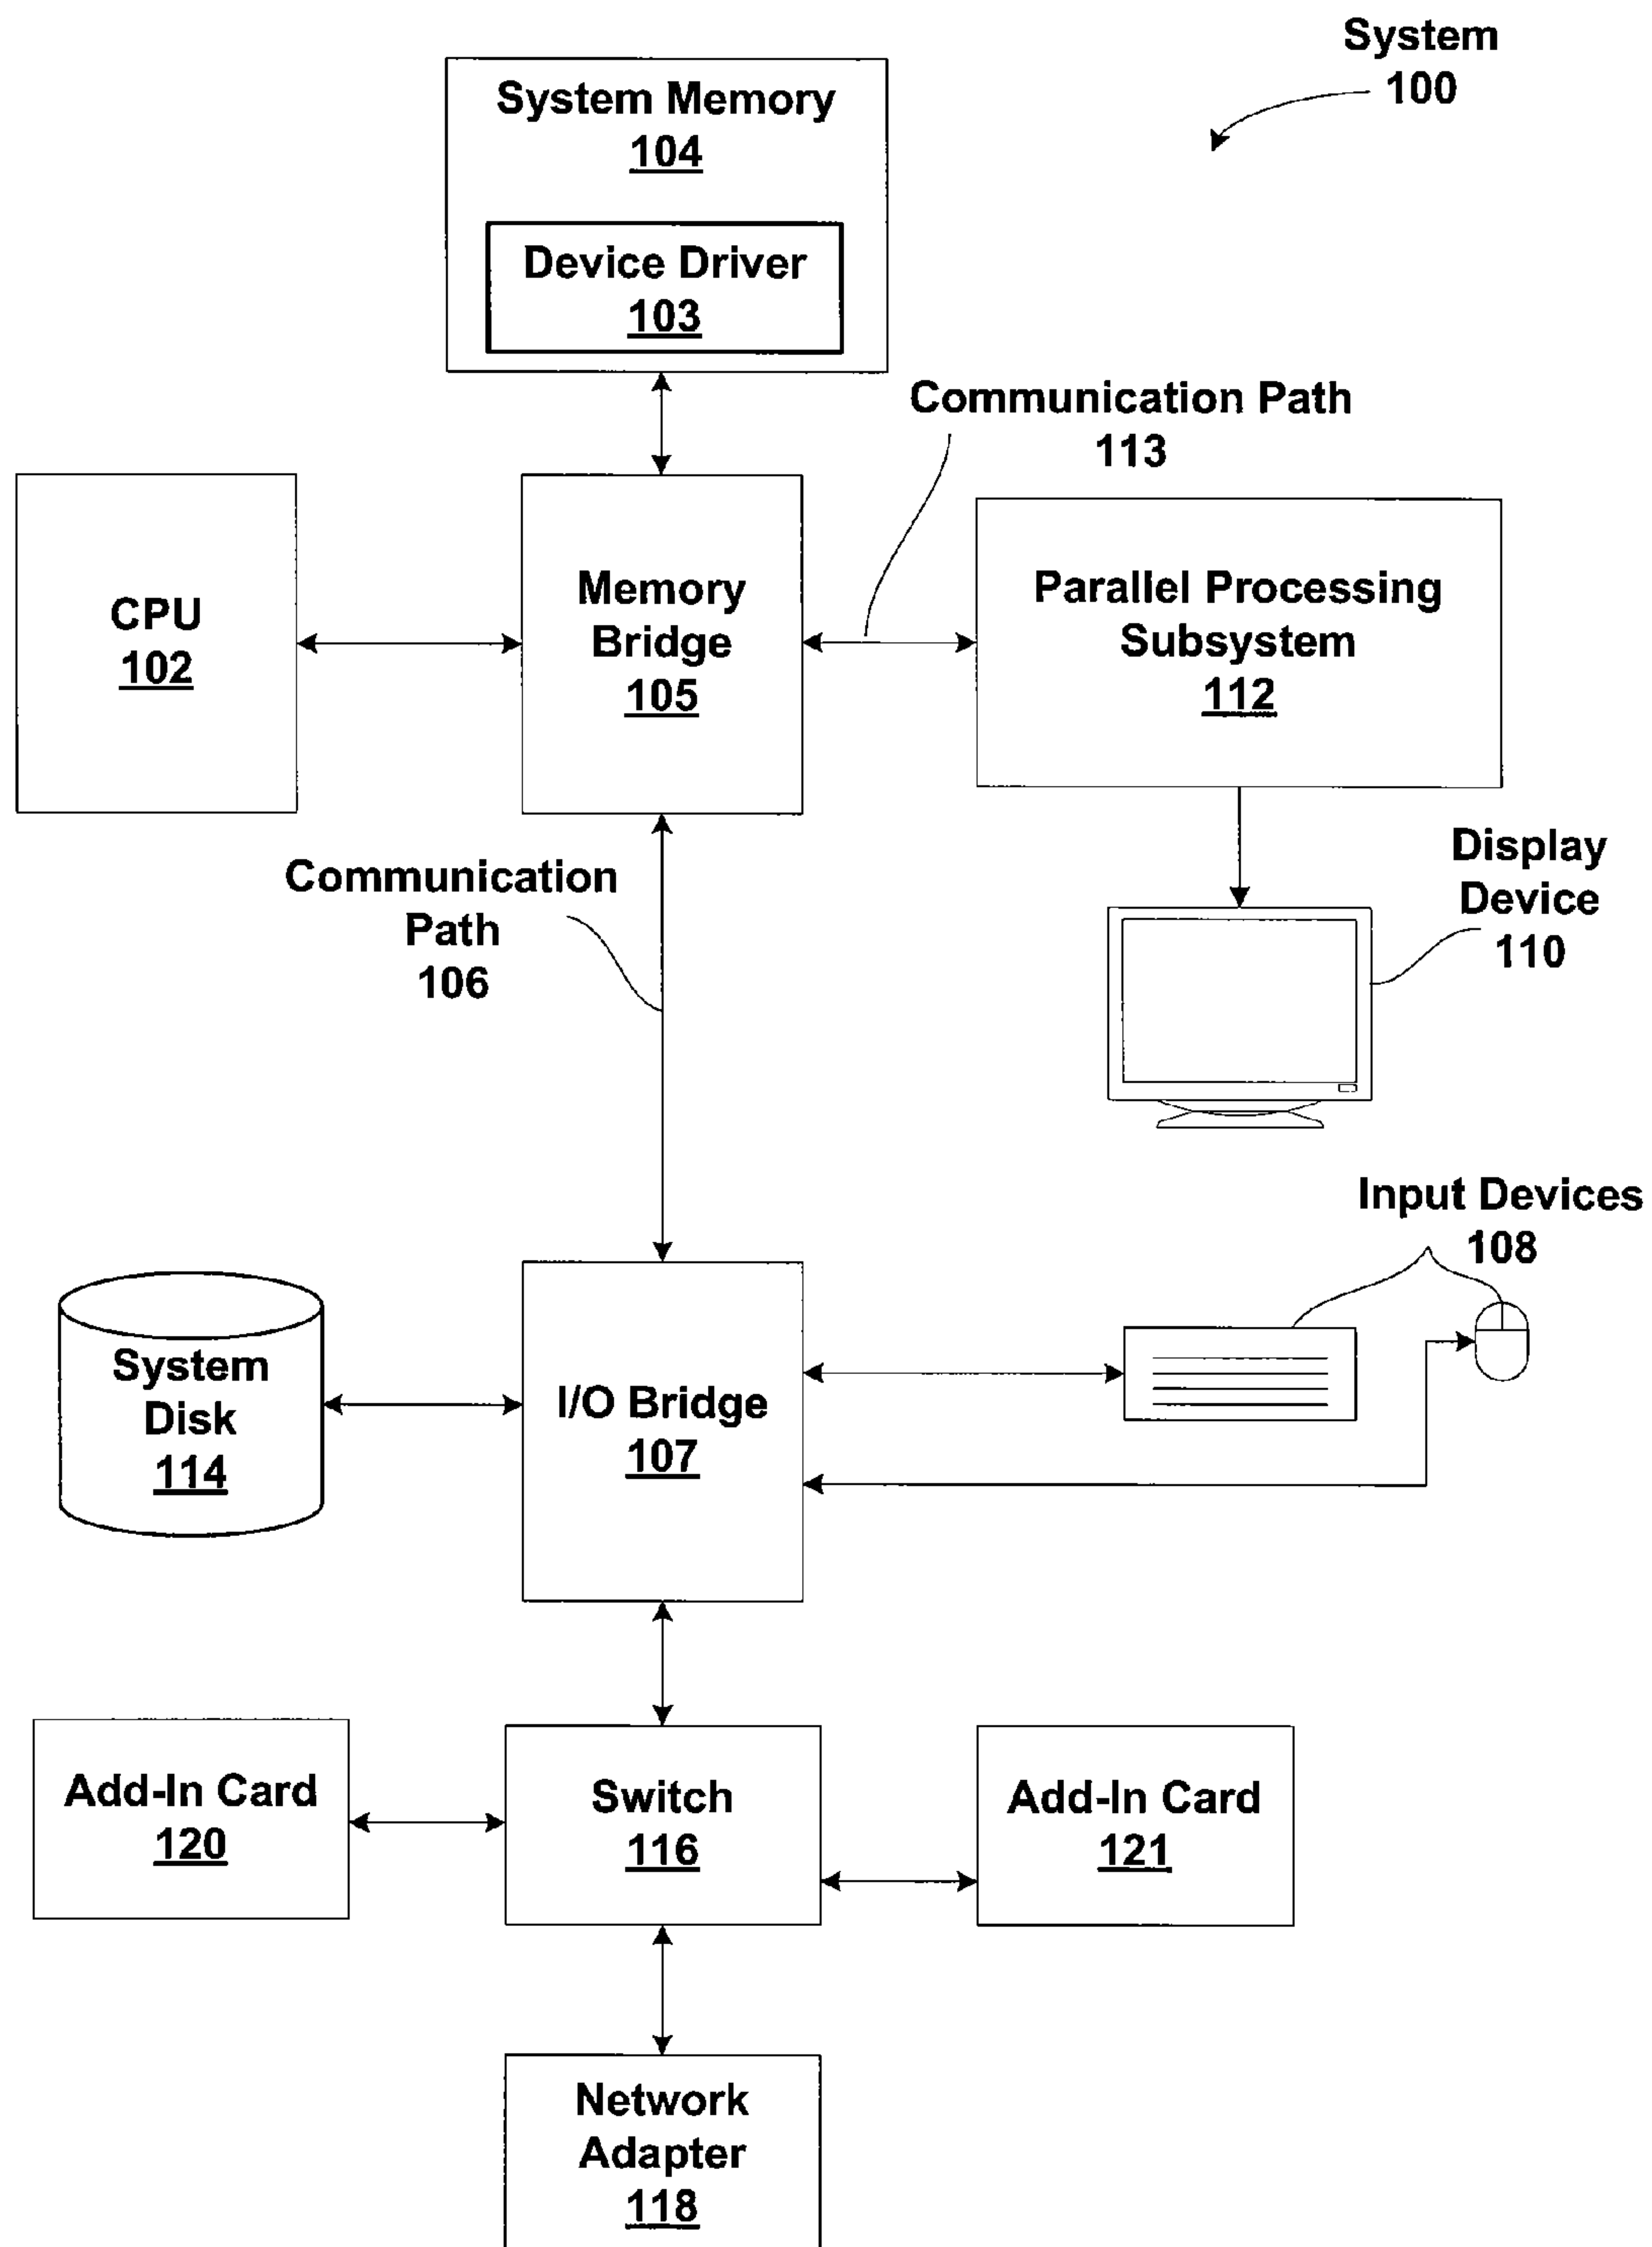 System
100
System Memory
104
Device Driver
103
Communication Path
113
CPU
102
Memory
Bridge
105
Parallel Processing
Subsystem
112
Communication
Path
106
Display
Device
110
Input Devices
108
System
Disk
114
I/O Bridge
107
Add-In Card
120
Switch
116
Add-In Card
121
Network
Adapter
118